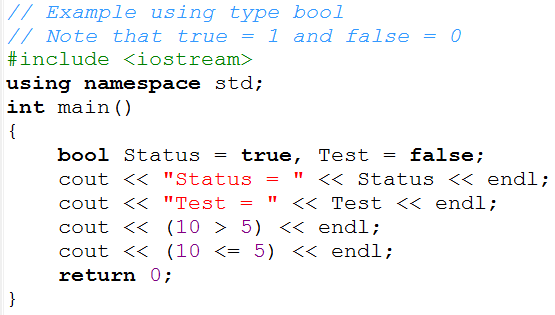 // Example using type bool
// Note that true = 1 and false = 0
#include <iostream>
using namespace std;
int main()
{
    bool Status = true, Test = false;
    cout << "Status = " << Status << endl;
    cout << "Test = " << Test << endl;
    cout << (10 > 5) << endl;
    cout << (10 <= 5) << endl;
    return 0;
}